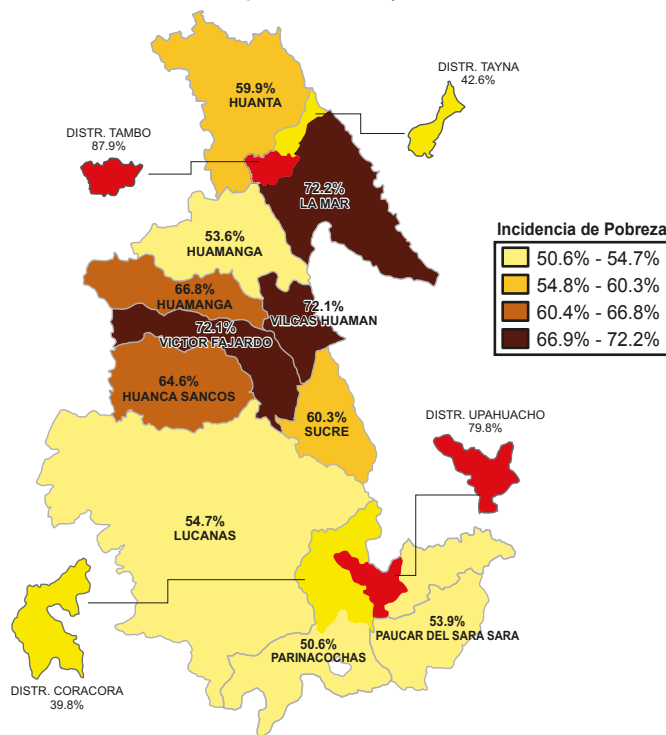 59.9%
HUANTA
DISTR. TAYNA
42.6%
DISTR. TAMBO
87.9%
72.2%
LA MAR
53.6%
HUAMANGA
Incidencia de Pobreza
50.6% - 54.7%
54.8% - 60.3%
60.4% - 66.8%
66.9% - 72.2%
66.8%
HUAMANGA
72.1%
VILCAS HUAMAN
72.1%
VICTOR FAJARDO
64.6%
HUANCA SANCOS
60.3%
SUCRE
DISTR. UPAHUACHO
79.8%
54.7%
LUCANAS
53.9%
PAUCAR DEL SARA SARA
50.6%
PARINACOCHAS
DISTR. CORACORA
39.8%